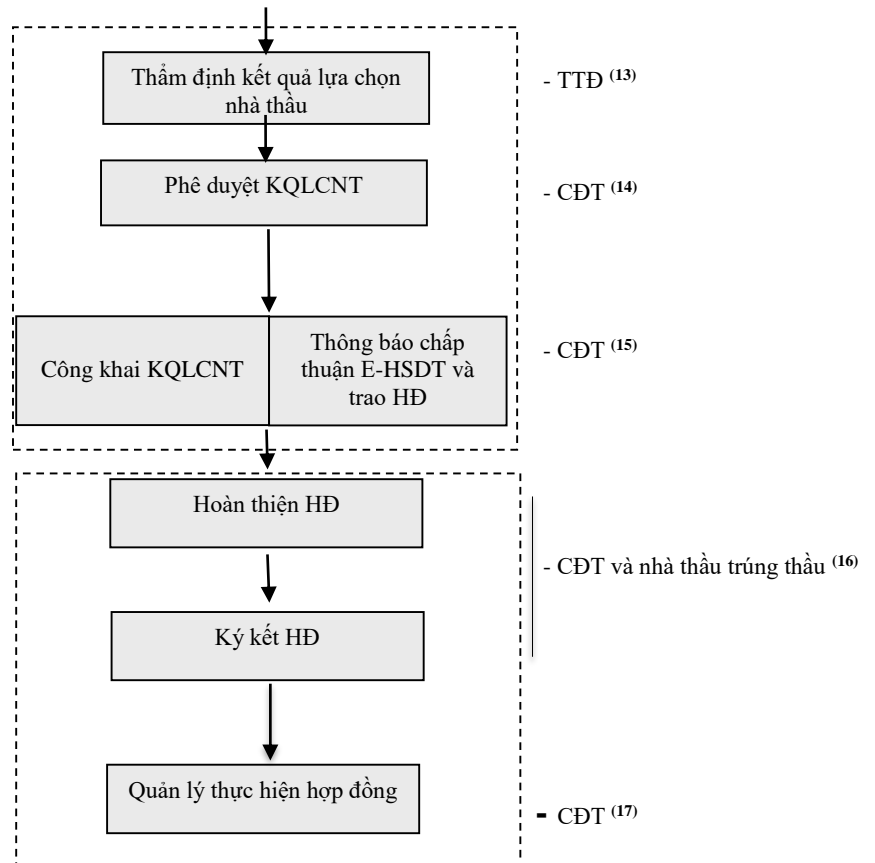 Thẩm định kết quả lựa chọn
nhà thầu
- TTĐ (13)
Phê duyệt KQLCNT
- CĐT (14)
Công khai KQLCNT
Thông báo chấp
thuận E-HSDT và
trao HĐ
- CĐT (15)
Hoàn thiện HĐ
- CĐT và nhà thầu trúng thầu (16)
Ký kết HĐ
Quản lý thực hiện hợp đồng
- CĐT (17)